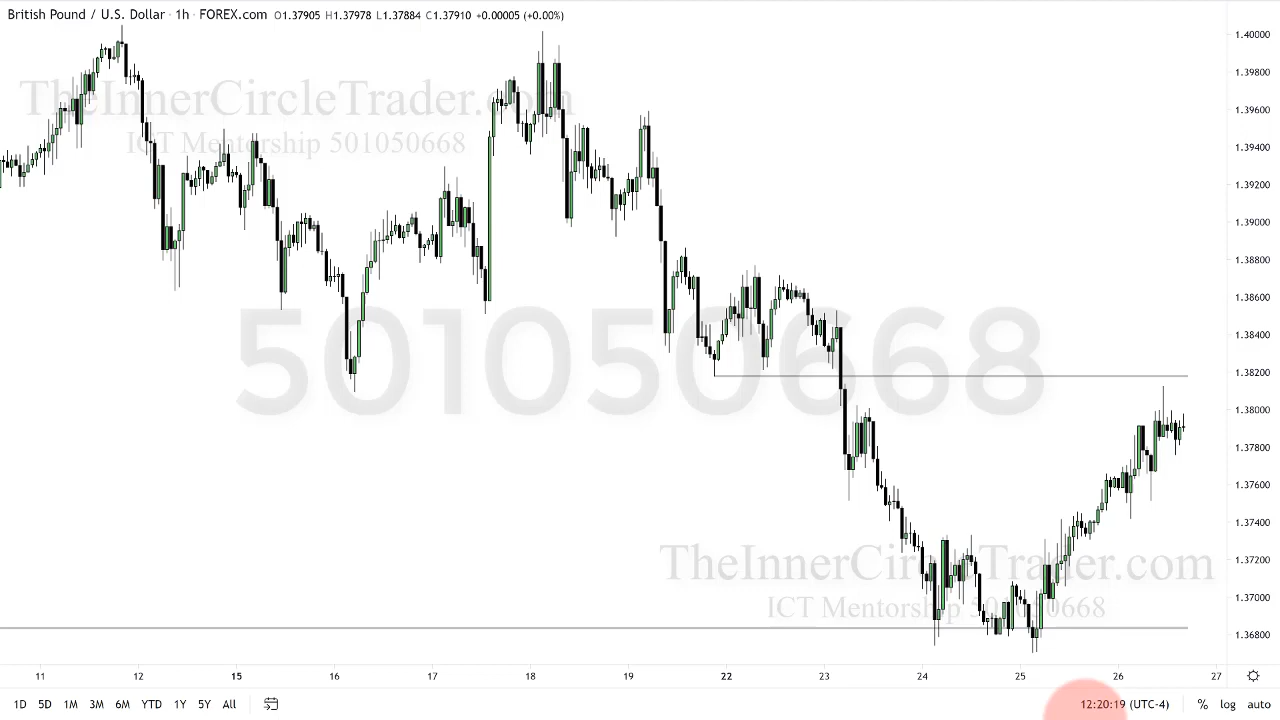 British Pound / U.S. Dollar · 1h · FOREX.com O1.37905 H1.37978 L1.37884 C1.37910 +0.00005 (+0.00%)
1.40000
1.39800
TheInnerCircleTrader.com
1.39600
ICT Mentorship 501050668
1.39400
1.39200
1.39000
1.38800
1.38600
501050668
1.38400
1.38200
1.38000
1.37800
1.37600
1.37400
TheInnerCircleTrader.com
1.37200
1.37000
ICT Mentorship 501050668
1.36800
11 12 15 16 17 18 19 22 23 24 25 26 27
1D 5D 1M 3M 6M YTD 1Y 5Y All 12:20:19 (UTC-4) % log auto